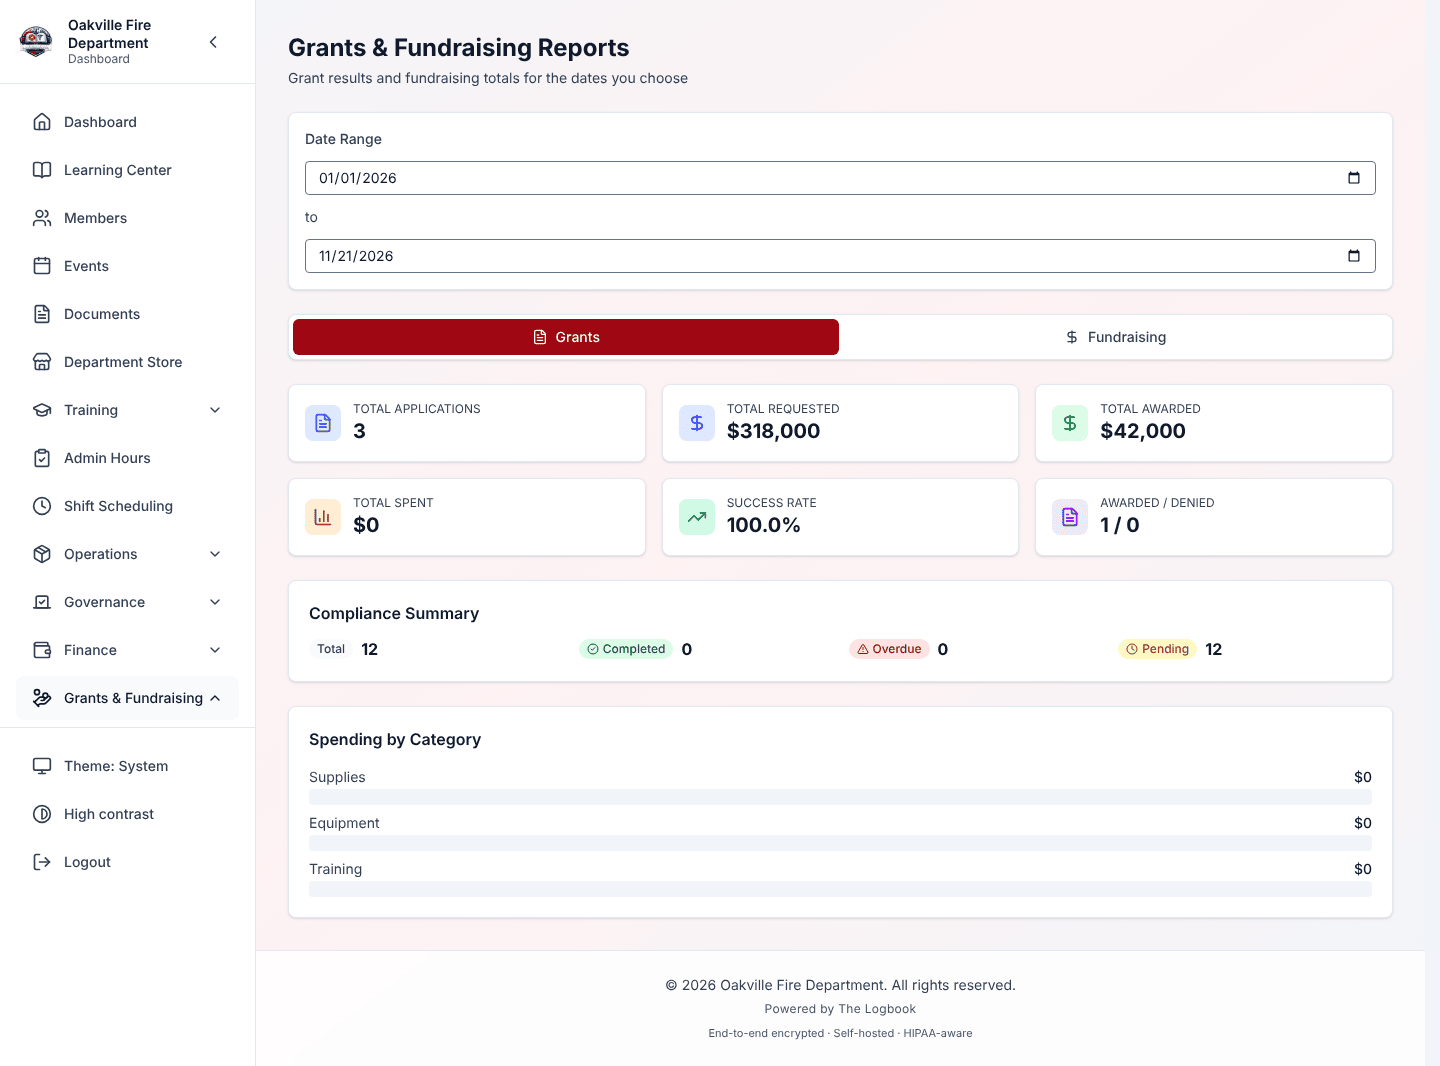 Oakville Fire
Department
Dashboard
Dashboard
Learning Center
Members
Events
Documents
Department Store
Training
Admin Hours
Shift Scheduling
Operations
Governance
Finance
Grants & Fundraising
Theme: System
High contrast
Logout
Grants & Fundraising Reports
Grant results and fundraising totals for the dates you choose
Date Range
01/01/2026
to
11/21/2026
Grants
Fundraising
TOTAL APPLICATIONS
3
TOTAL REQUESTED
$318,000
TOTAL AWARDED
$42,000
TOTAL SPENT
$0
SUCCESS RATE
100.0%
AWARDED / DENIED
1 / 0
Compliance Summary
Total 12
Completed 0
Overdue 0
Pending 12
Spending by Category
Supplies $0
Equipment $0
Training $0
© 2026 Oakville Fire Department. All rights reserved.
Powered by The Logbook
End-to-end encrypted · Self-hosted · HIPAA-aware